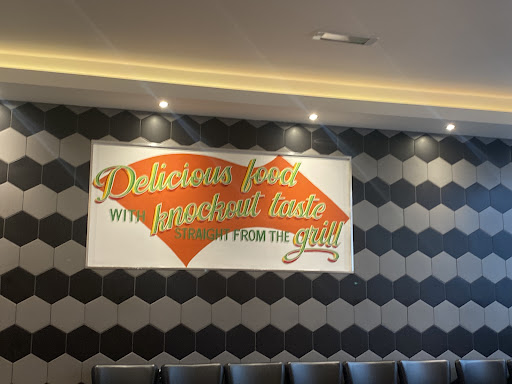 Delicious food
WITH knockout taste
STRAIGHT FROM THE grill